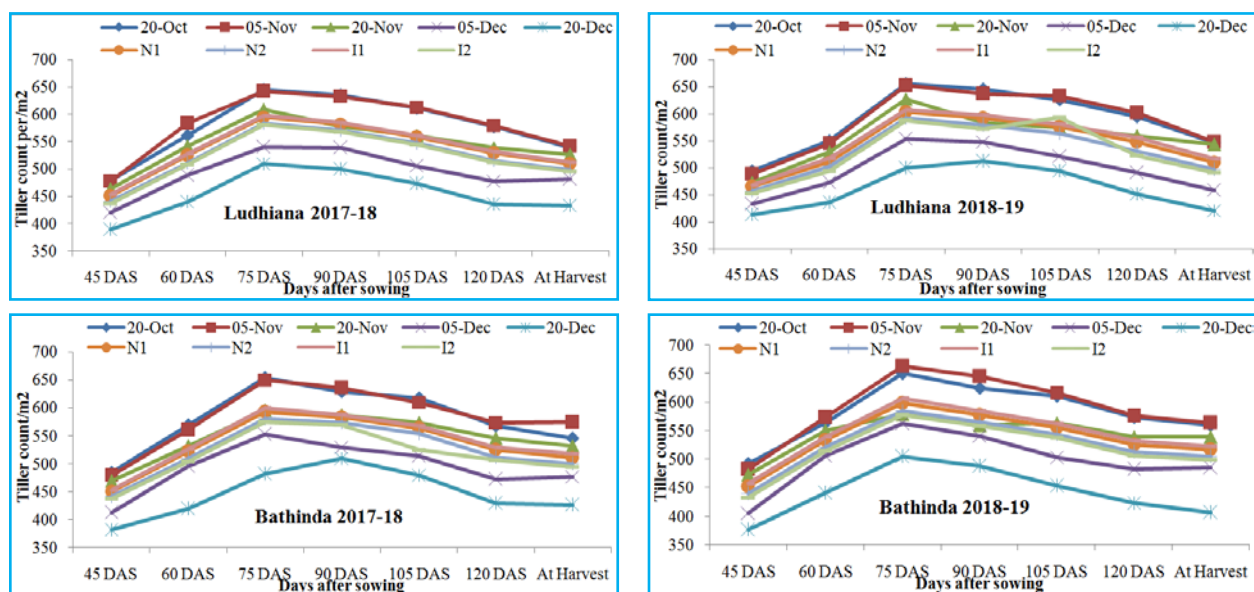 20-Oct 05-Nov 20-Nov 05-Dec 20-Dec
N1 N2 I1 I2
Tiller count per/m2
700
650
600
550
500
450
400
350
Ludhiana 2017-18
45 DAS 60 DAS 75 DAS 90 DAS 105 DAS 120 DAS At Harvest
Days after sowing
20-Oct 05-Nov 20-Nov 05-Dec 20-Dec
N1 N2 I1 I2
Tiller count/m2
700
650
600
550
500
450
400
350
Ludhiana 2018-19
45 DAS 60 DAS 75 DAS 90 DAS 105 DAS 120 DAS At Harvest
Days after sowing
20-Oct 05-Nov 20-Nov 05-Dec 20-Dec
N1 N2 I1 I2
Tiller count/m2
700
650
600
550
500
450
400
350
Bathinda 2017-18
45 DAS 60 DAS 75 DAS 90 DAS 105 DAS 120 DAS At Harvest
Days after sowing
20-Oct 05-Nov 20-Nov 05-Dec 20-Dec
N1 N2 I1 I2
Tiller count/m2
700
650
600
550
500
450
400
350
Bathinda 2018-19
45 DAS 60 DAS 75 DAS 90 DAS 105 DAS 120 DAS At Harvest
Days after sowing